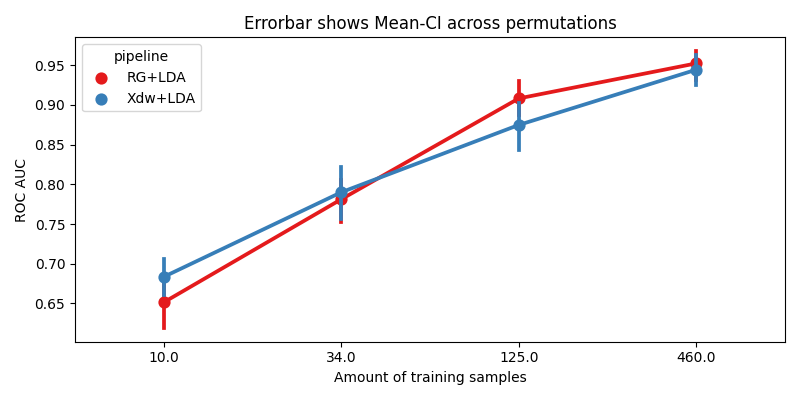 Errorbar shows Mean-CI across permutations
pipeline
RG+LDA
Xdw+LDA
ROC AUC
0.95
0.90
0.85
0.80
0.75
0.70
0.65
10.0 34.0 125.0 460.0
Amount of training samples